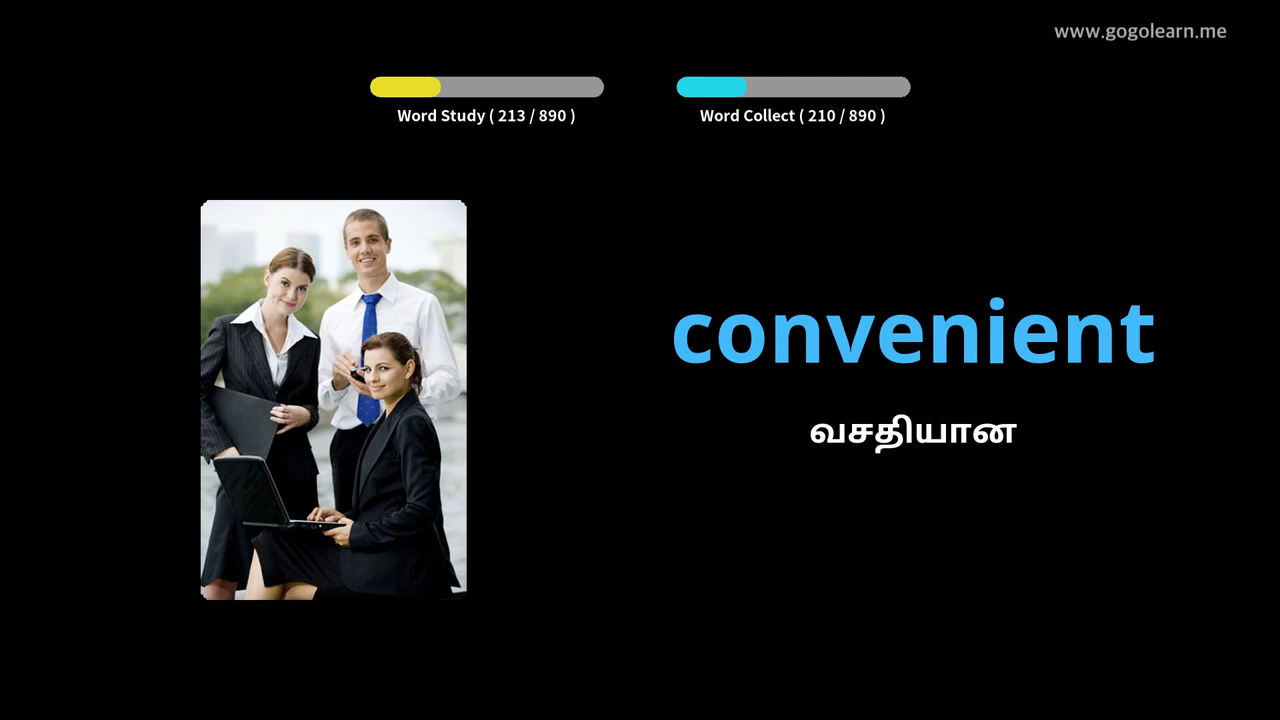 www.gogolearn.me
Word Study ( 213 / 890 )
Word Collect ( 210 / 890 )
convenient
வசதியான